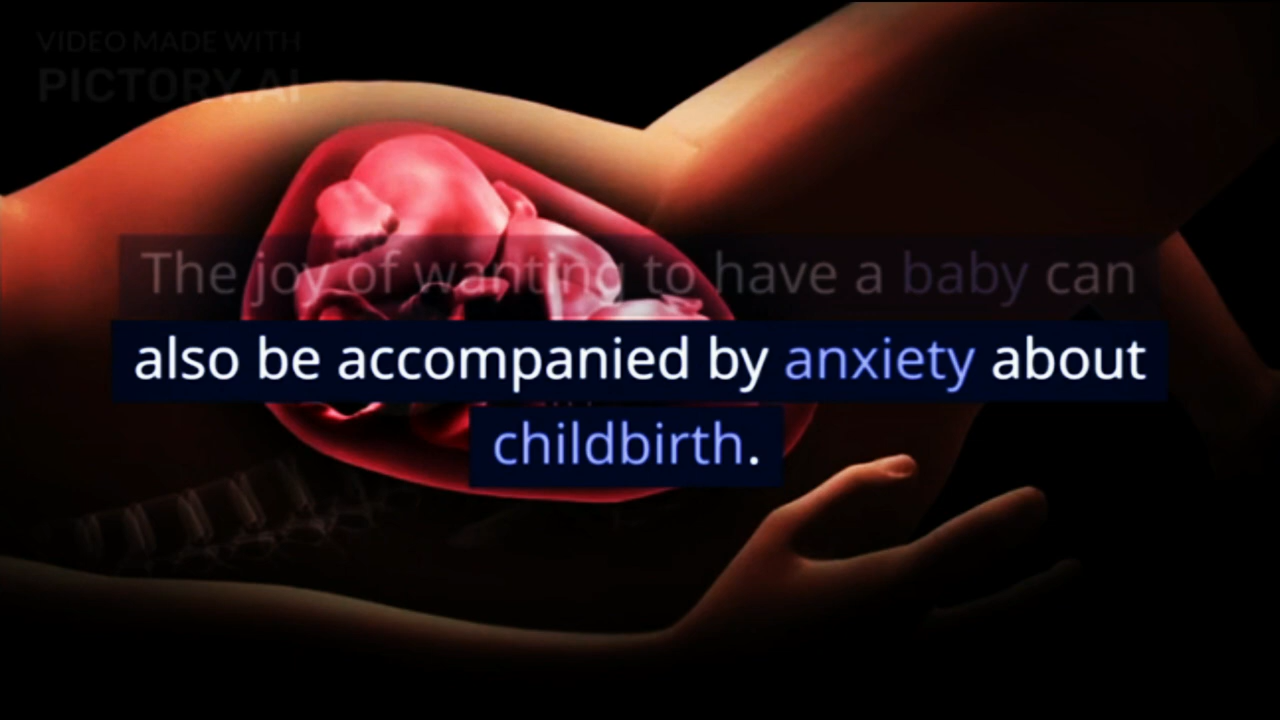 VIDEO MADE WITH
PICTORY.AI
The joy of wanting to have a baby can
also be accompanied by anxiety about
childbirth.